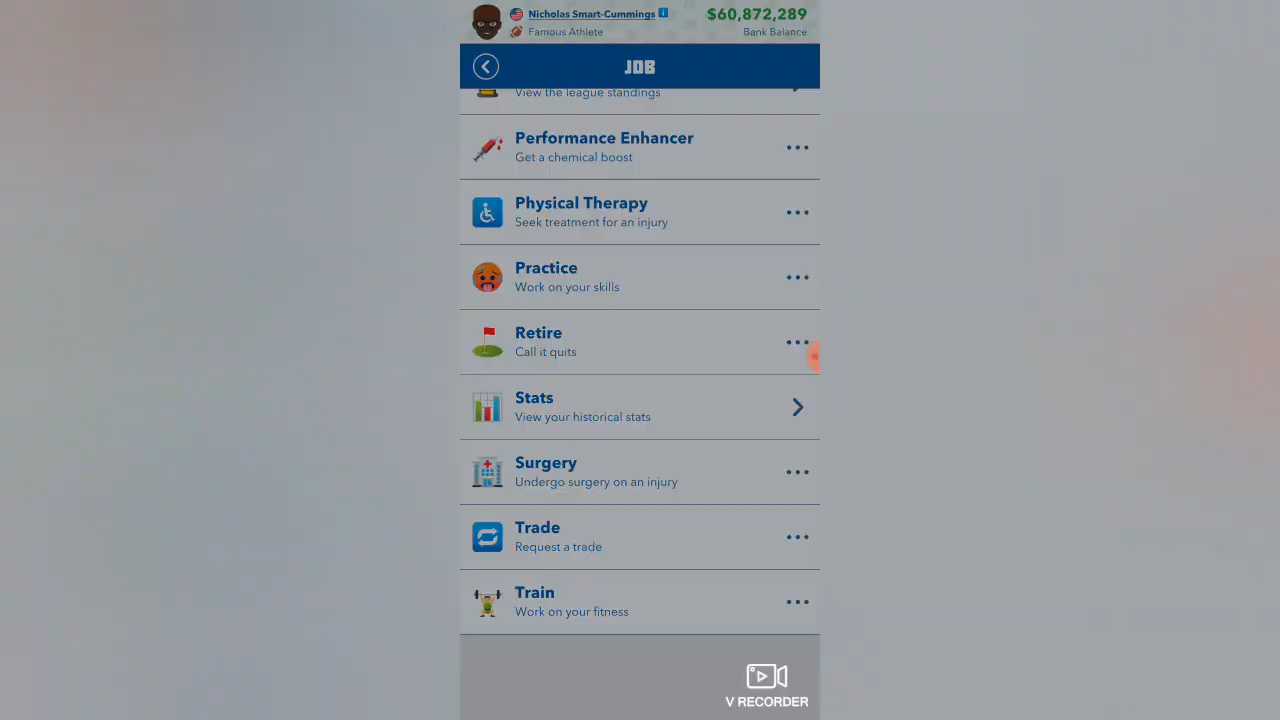 Nicholas Smart-Cummings
$60,872,289
Famous Athlete
Bank Balance
JOB
View the league standings
Performance Enhancer
Get a chemical boost
Physical Therapy
Seek treatment for an injury
Practice
Work on your skills
Retire
Call it quits
Stats
View your historical stats
Surgery
Undergo surgery on an injury
Trade
Request a trade
Train
Work on your fitness
V RECORDER